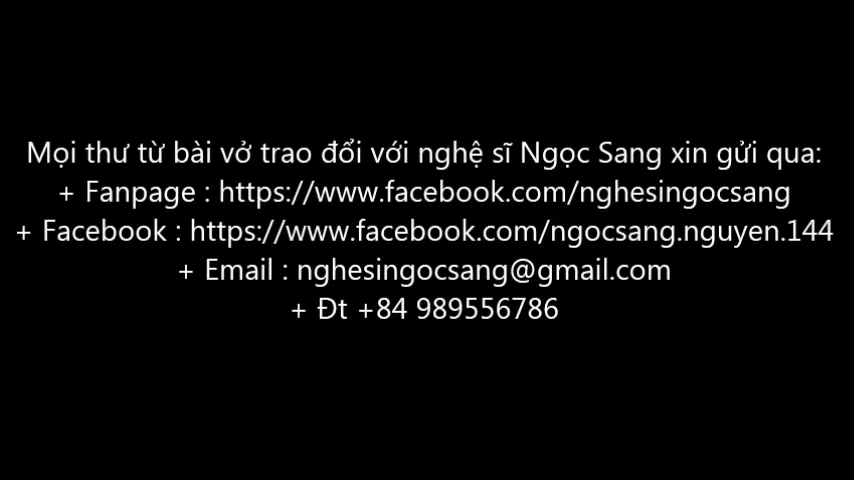 Mọi thư từ bài vở trao đổi với nghệ sĩ Ngọc Sang xin gửi qua:
+ Fanpage : https://www.facebook.com/nghesingocsang
+ Facebook : https://www.facebook.com/ngocsang.nguyen.144
+ Email : nghesingocsang@gmail.com
+ Đt +84 989556786